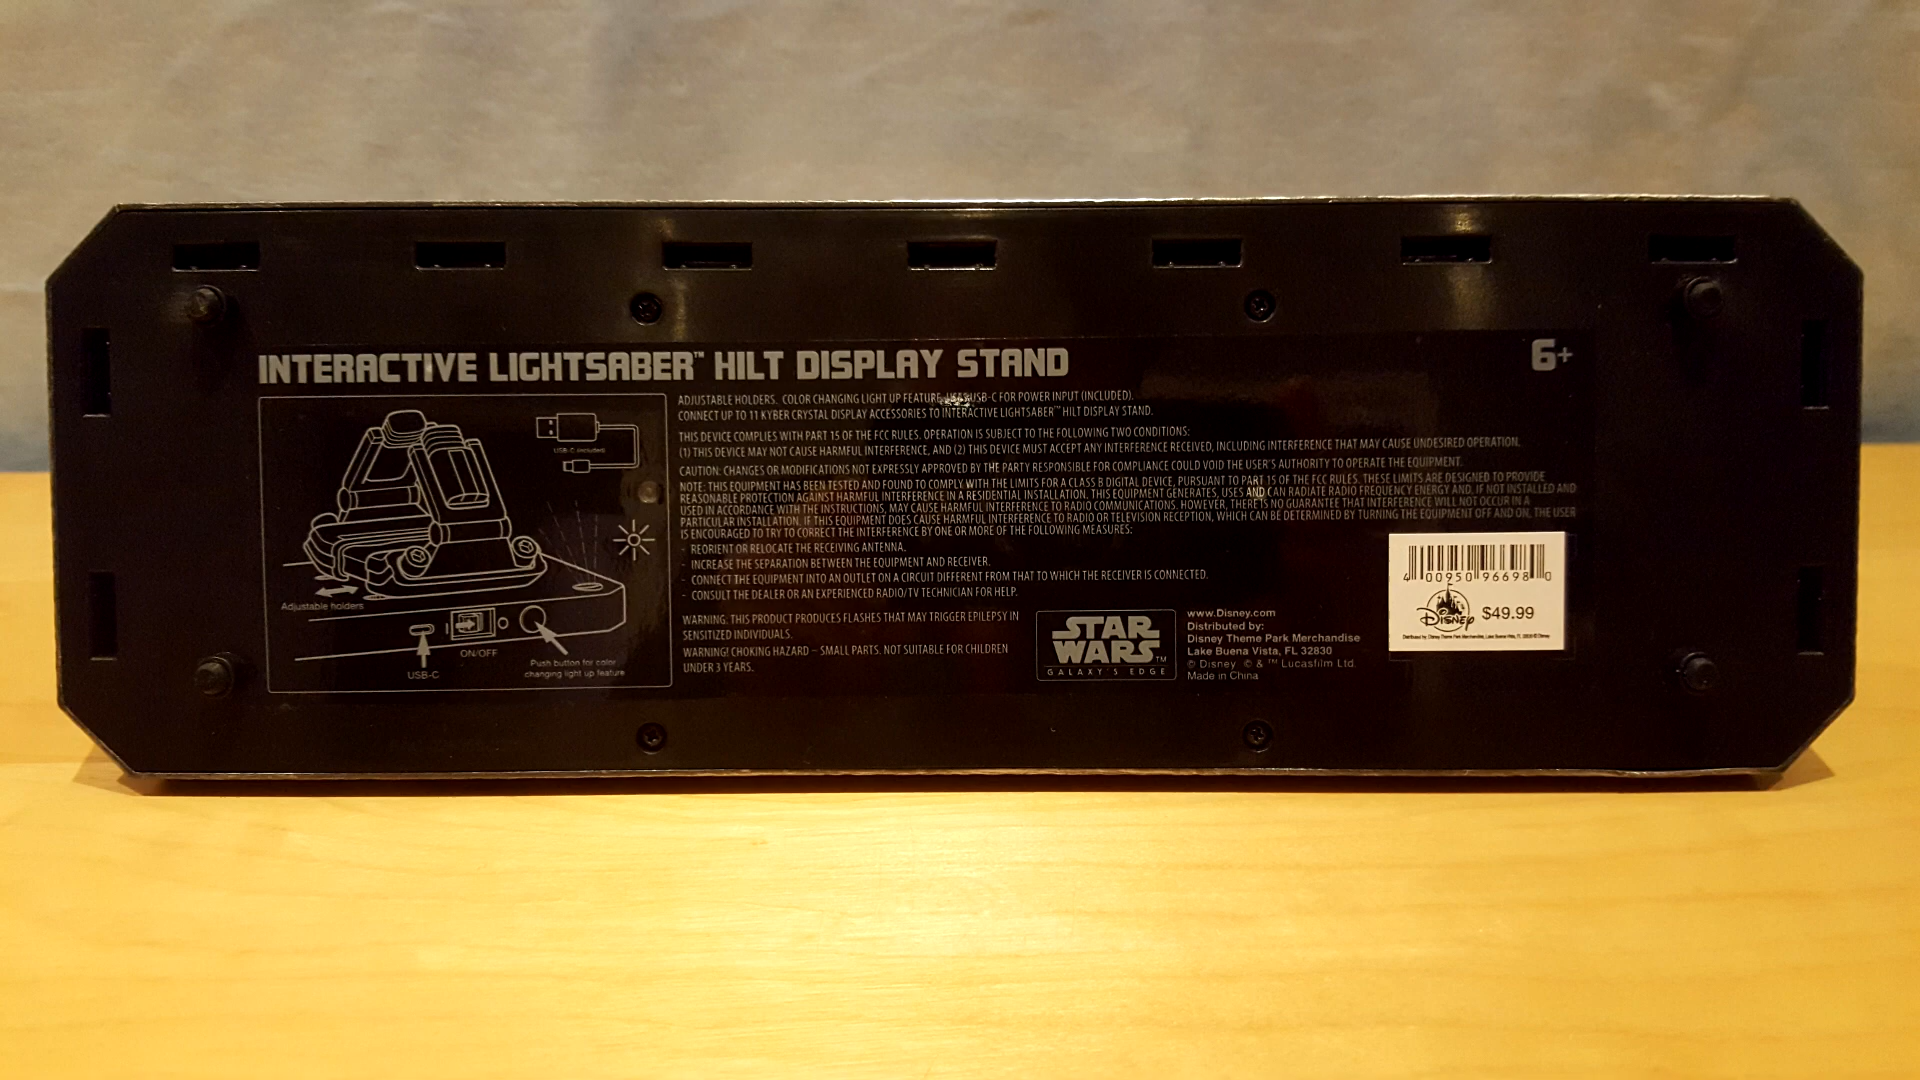 INTERACTIVE LIGHTSABER™ HILT DISPLAY STAND
6+
USB-C (included)
Adjustable holders
USB-C
ON/OFF
Push button for color
changing light up feature
ADJUSTABLE HOLDERS. COLOR CHANGING LIGHT UP FEATURE. USB-C FOR POWER INPUT (INCLUDED).
CONNECT UP TO 11 KYBER CRYSTAL DISPLAY ACCESSORIES TO INTERACTIVE LIGHTSABER™ HILT DISPLAY STAND.
THIS DEVICE COMPLIES WITH PART 15 OF THE FCC RULES. OPERATION IS SUBJECT TO THE FOLLOWING TWO CONDITIONS:
(1) THIS DEVICE MAY NOT CAUSE HARMFUL INTERFERENCE, AND (2) THIS DEVICE MUST ACCEPT ANY INTERFERENCE RECEIVED, INCLUDING INTERFERENCE THAT MAY CAUSE UNDESIRED OPERATION.
CAUTION: CHANGES OR MODIFICATIONS NOT EXPRESSLY APPROVED BY THE PARTY RESPONSIBLE FOR COMPLIANCE COULD VOID THE USER'S AUTHORITY TO OPERATE THE EQUIPMENT.
NOTE: THIS EQUIPMENT HAS BEEN TESTED AND FOUND TO COMPLY WITH THE LIMITS FOR A CLASS B DIGITAL DEVICE, PURSUANT TO PART 15 OF THE FCC RULES. THESE LIMITS ARE DESIGNED TO PROVIDE
REASONABLE PROTECTION AGAINST HARMFUL INTERFERENCE IN A RESIDENTIAL INSTALLATION. THIS EQUIPMENT GENERATES, USES AND CAN RADIATE RADIO FREQUENCY ENERGY AND, IF NOT INSTALLED AND
USED IN ACCORDANCE WITH THE INSTRUCTIONS, MAY CAUSE HARMFUL INTERFERENCE TO RADIO COMMUNICATIONS. HOWEVER, THERE IS NO GUARANTEE THAT INTERFERENCE WILL NOT OCCUR IN A
PARTICULAR INSTALLATION. IF THIS EQUIPMENT DOES CAUSE HARMFUL INTERFERENCE TO RADIO OR TELEVISION RECEPTION, WHICH CAN BE DETERMINED BY TURNING THE EQUIPMENT OFF AND ON, THE USER
IS ENCOURAGED TO TRY TO CORRECT THE INTERFERENCE BY ONE OR MORE OF THE FOLLOWING MEASURES:
- REORIENT OR RELOCATE THE RECEIVING ANTENNA.
- INCREASE THE SEPARATION BETWEEN THE EQUIPMENT AND RECEIVER.
- CONNECT THE EQUIPMENT INTO AN OUTLET ON A CIRCUIT DIFFERENT FROM THAT TO WHICH THE RECEIVER IS CONNECTED.
- CONSULT THE DEALER OR AN EXPERIENCED RADIO/TV TECHNICIAN FOR HELP.
WARNING. THIS PRODUCT PRODUCES FLASHES THAT MAY TRIGGER EPILEPSY IN
SENSITIZED INDIVIDUALS.
WARNING! CHOKING HAZARD – SMALL PARTS. NOT SUITABLE FOR CHILDREN
UNDER 3 YEARS.
STAR
WARS™
GALAXY'S EDGE
www.Disney.com
Distributed by:
Disney Theme Park Merchandise
Lake Buena Vista, FL 32830
© Disney © & ™ Lucasfilm Ltd.
Made in China
4 00950 96698 0
Disney $49.99
Distributed by: Disney Theme Park Merchandise, Lake Buena Vista, FL 32830 © Disney